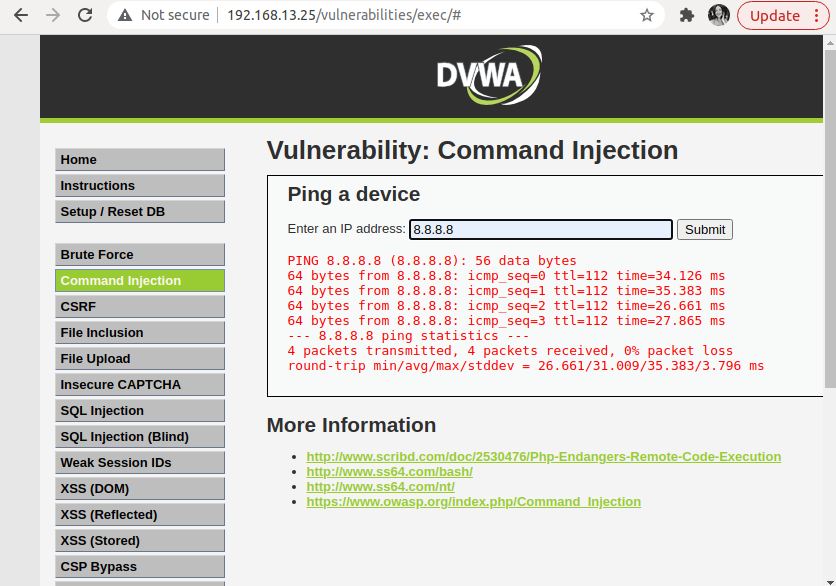 Not secure
192.168.13.25/vulnerabilities/exec/#
Update
DVWA
Home
Instructions
Setup / Reset DB
Brute Force
Command Injection
CSRF
File Inclusion
File Upload
Insecure CAPTCHA
SQL Injection
SQL Injection (Blind)
Weak Session IDs
XSS (DOM)
XSS (Reflected)
XSS (Stored)
CSP Bypass
Vulnerability: Command Injection
Ping a device
Enter an IP address: 8.8.8.8 Submit
PING 8.8.8.8 (8.8.8.8): 56 data bytes
64 bytes from 8.8.8.8: icmp_seq=0 ttl=112 time=34.126 ms
64 bytes from 8.8.8.8: icmp_seq=1 ttl=112 time=35.383 ms
64 bytes from 8.8.8.8: icmp_seq=2 ttl=112 time=26.661 ms
64 bytes from 8.8.8.8: icmp_seq=3 ttl=112 time=27.865 ms
--- 8.8.8.8 ping statistics ---
4 packets transmitted, 4 packets received, 0% packet loss
round-trip min/avg/max/stddev = 26.661/31.009/35.383/3.796 ms
More Information
http://www.scribd.com/doc/2530476/Php-Endangers-Remote-Code-Execution
http://www.ss64.com/bash/
http://www.ss64.com/nt/
https://www.owasp.org/index.php/Command_Injection